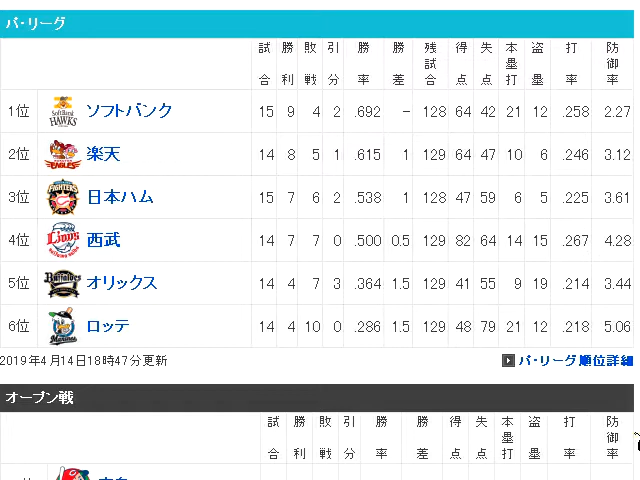 パ・リーグ
試合 勝利 敗戦 引分 勝率 勝差 残試合 得点 失点 本塁打 盗塁 打率 防御率
1位 SoftBank HAWKS ソフトバンク 15 9 4 2 .692 − 128 64 42 21 12 .258 2.27
2位 EAGLES 楽天 14 8 5 1 .615 1 129 64 47 10 6 .246 3.12
3位 FIGHTERS 日本ハム 15 7 6 2 .538 1 128 48 59 6 5 .225 3.61
4位 Lions 西武 14 7 7 0 .500 0.5 129 82 64 14 15 .267 4.28
5位 Buffaloes オリックス 14 4 7 3 .364 1.5 129 41 55 9 19 .214 3.44
6位 Marines ロッテ 14 4 10 0 .286 1.5 129 48 79 21 12 .218 5.06
2019年4月14日18時47分更新 パ・リーグ順位詳細
オープン戦
試合 勝利 敗戦 引分 勝率 勝差 得点 失点 本塁打 盗塁 打率 防御率